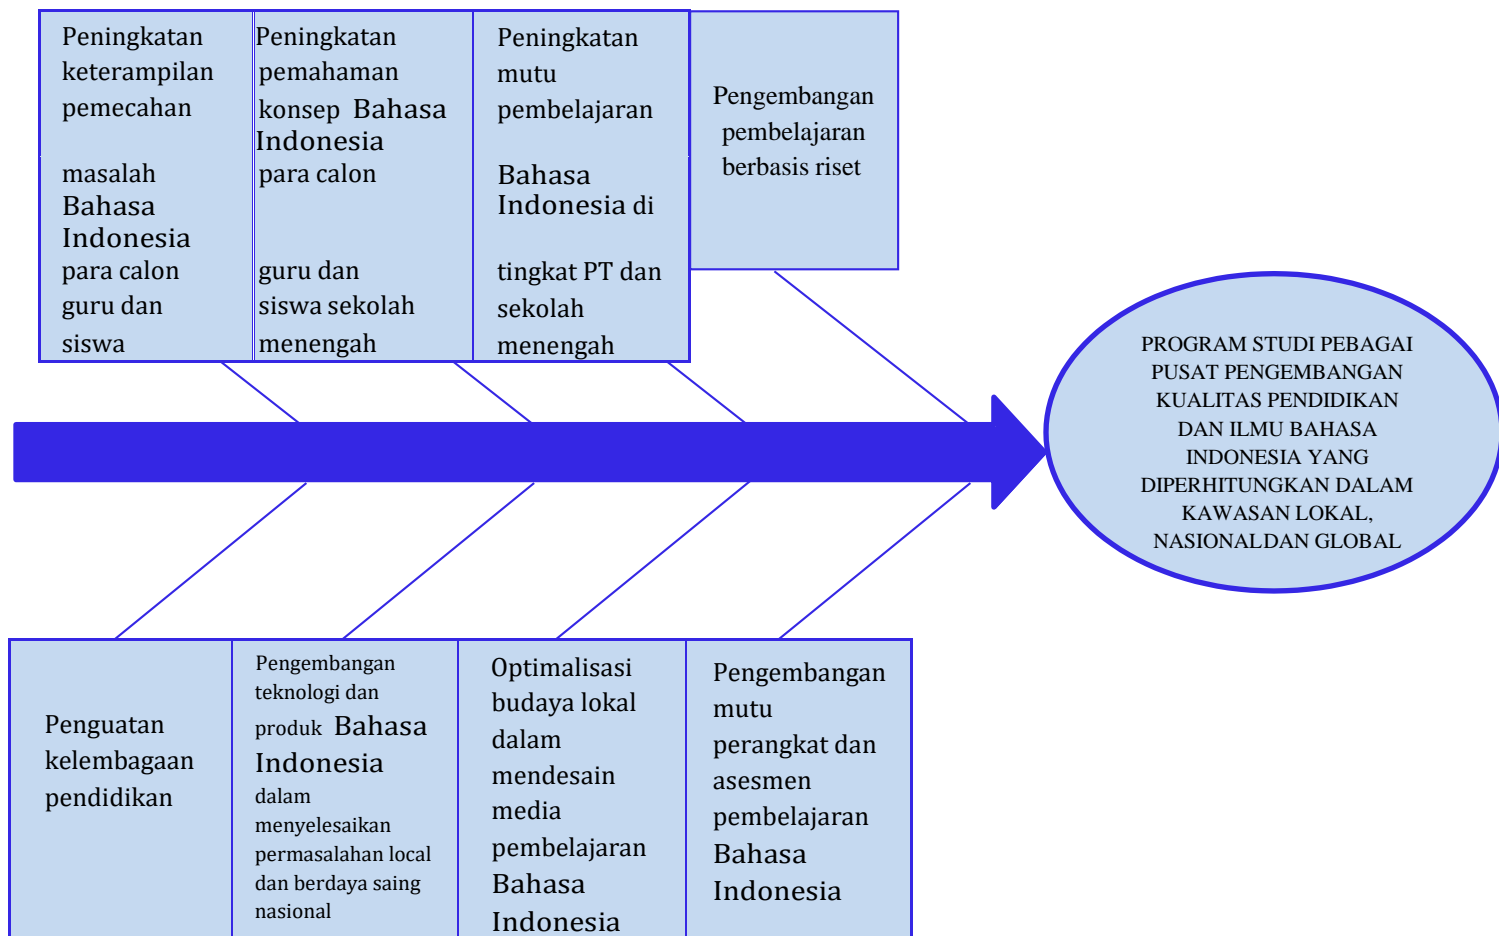 Peningkatan
keterampilan
pemecahan
masalah
Bahasa
Indonesia
para calon
guru dan
siswa
Peningkatan
pemahaman
konsep Bahasa
Indonesia
para calon
guru dan
siswa sekolah
menengah
Peningkatan
mutu
pembelajaran
Bahasa
Indonesia di
tingkat PT dan
sekolah
menengah
Pengembangan
pembelajaran
berbasis riset
PROGRAM STUDI PEBAGAI
PUSAT PENGEMBANGAN
KUALITAS PENDIDIKAN
DAN ILMU BAHASA
INDONESIA YANG
DIPERHITUNGKAN DALAM
KAWASAN LOKAL,
NASIONALDAN GLOBAL
Penguatan
kelembagaan
pendidikan
Pengembangan
teknologi dan
produk Bahasa
Indonesia
dalam
menyelesaikan
permasalahan local
dan berdaya saing
nasional
Optimalisasi
budaya lokal
dalam
mendesain
media
pembelajaran
Bahasa
Indonesia
Pengembangan
mutu
perangkat dan
asesmen
pembelajaran
Bahasa
Indonesia